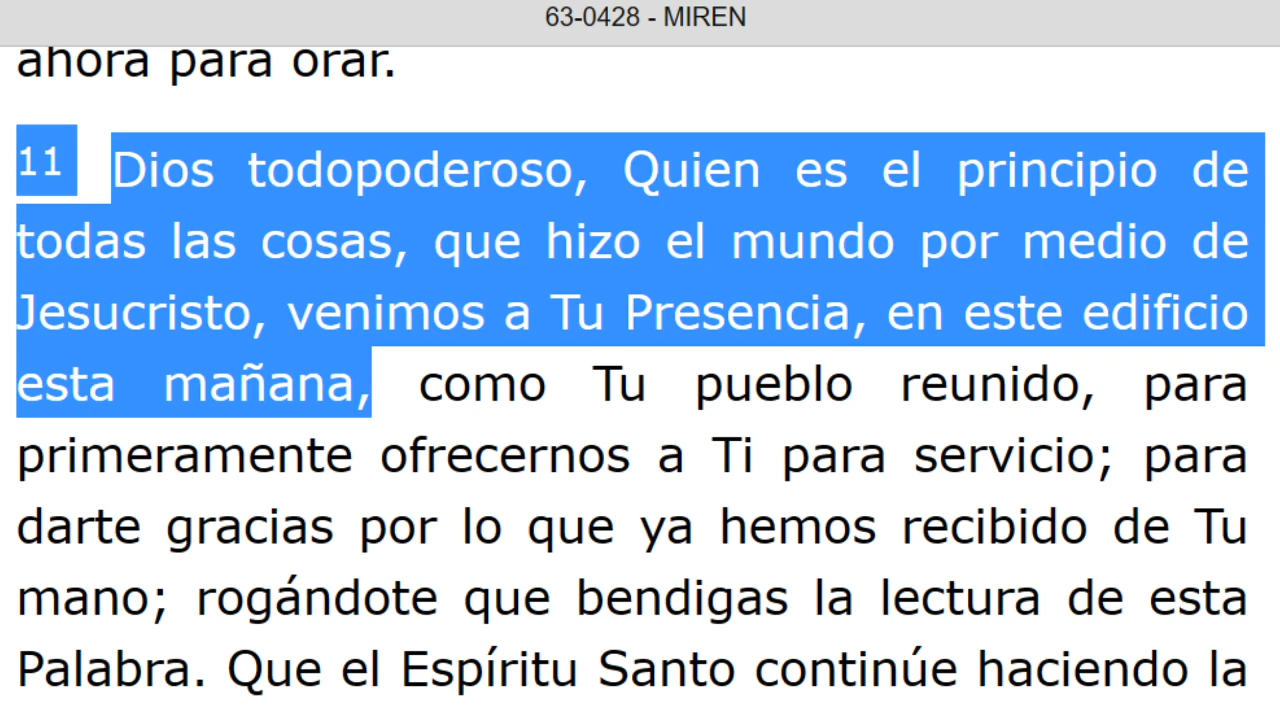 63-0428 - MIREN
ahora para orar.
11 Dios todopoderoso, Quien es el principio de
todas las cosas, que hizo el mundo por medio de
Jesucristo, venimos a Tu Presencia, en este edificio
esta mañana, como Tu pueblo reunido, para
primeramente ofrecernos a Ti para servicio; para
darte gracias por lo que ya hemos recibido de Tu
mano; rogándote que bendigas la lectura de esta
Palabra. Que el Espíritu Santo continúe haciendo la